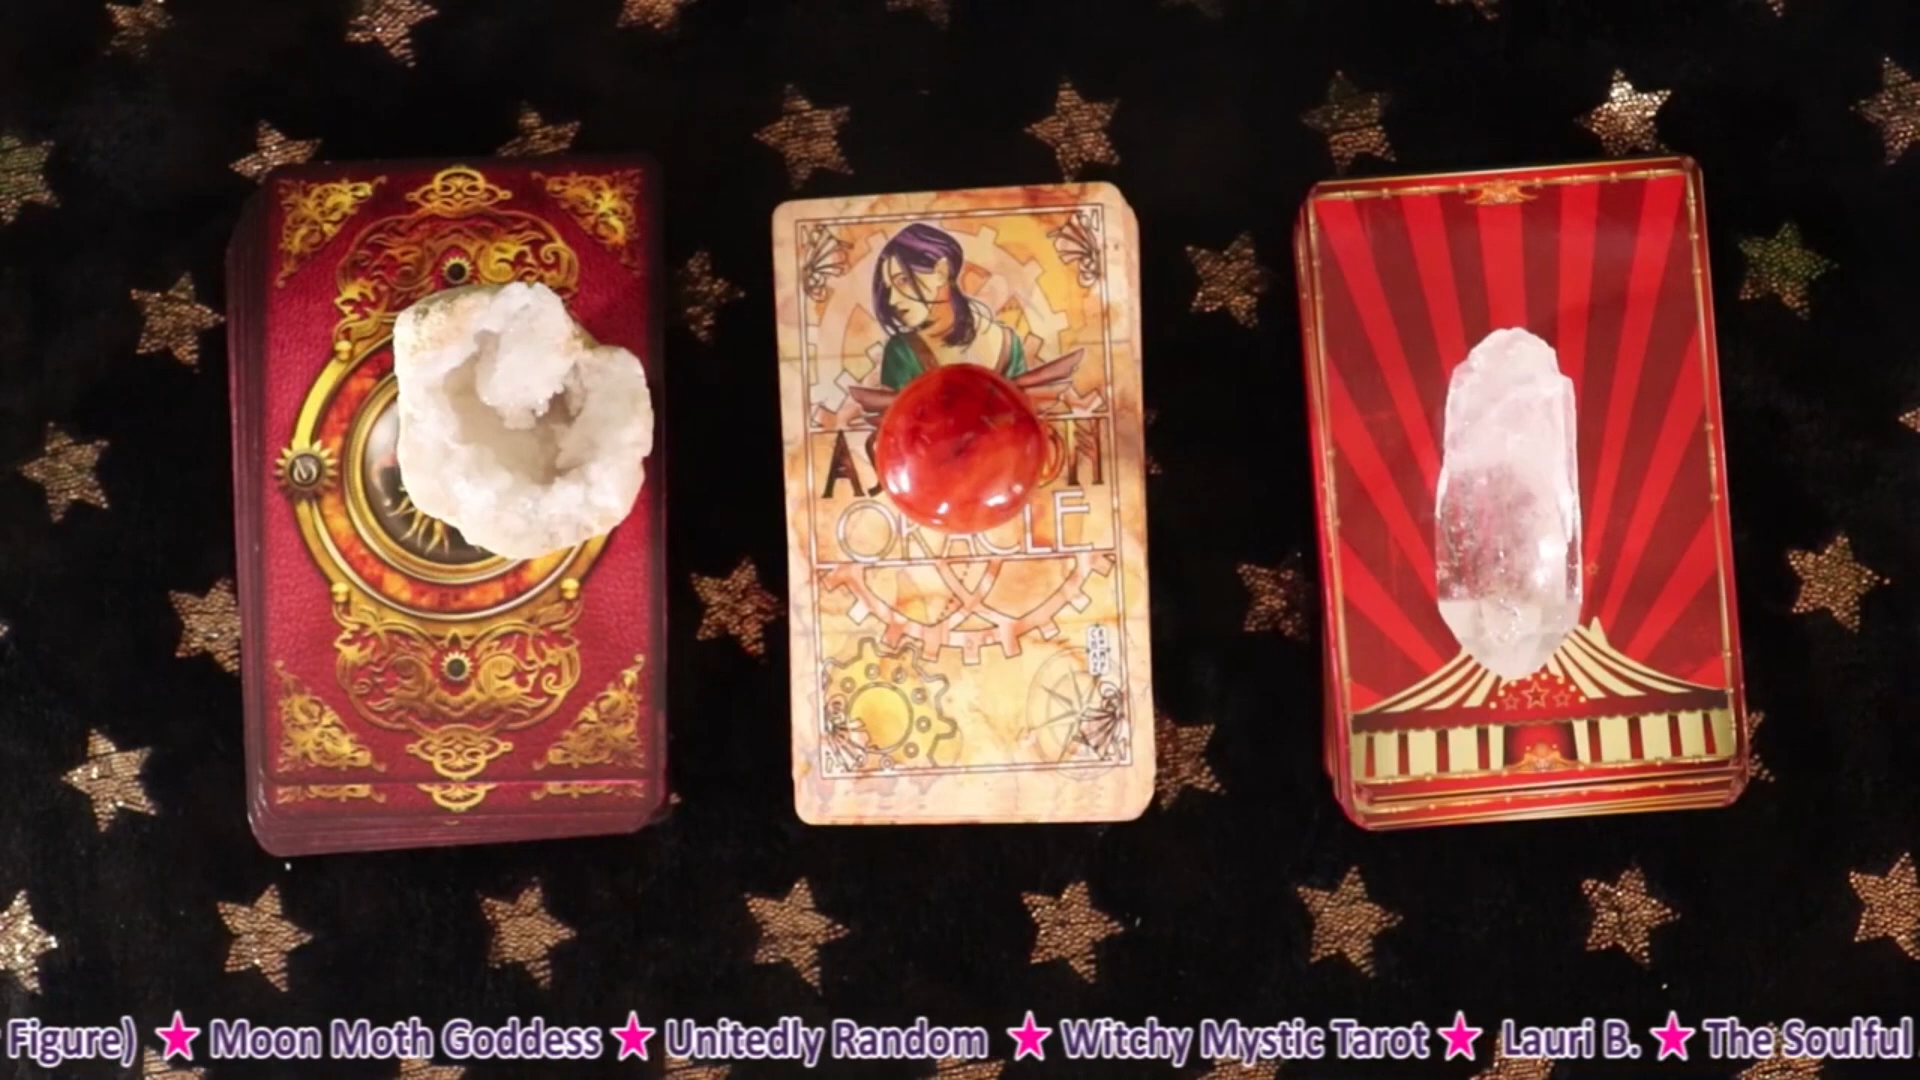 ORACLE
Figure) ★ Moon Moth Goddess ★ Unitedly Random ★ Witchy Mystic Tarot ★ Lauri B. ★ The Soulful